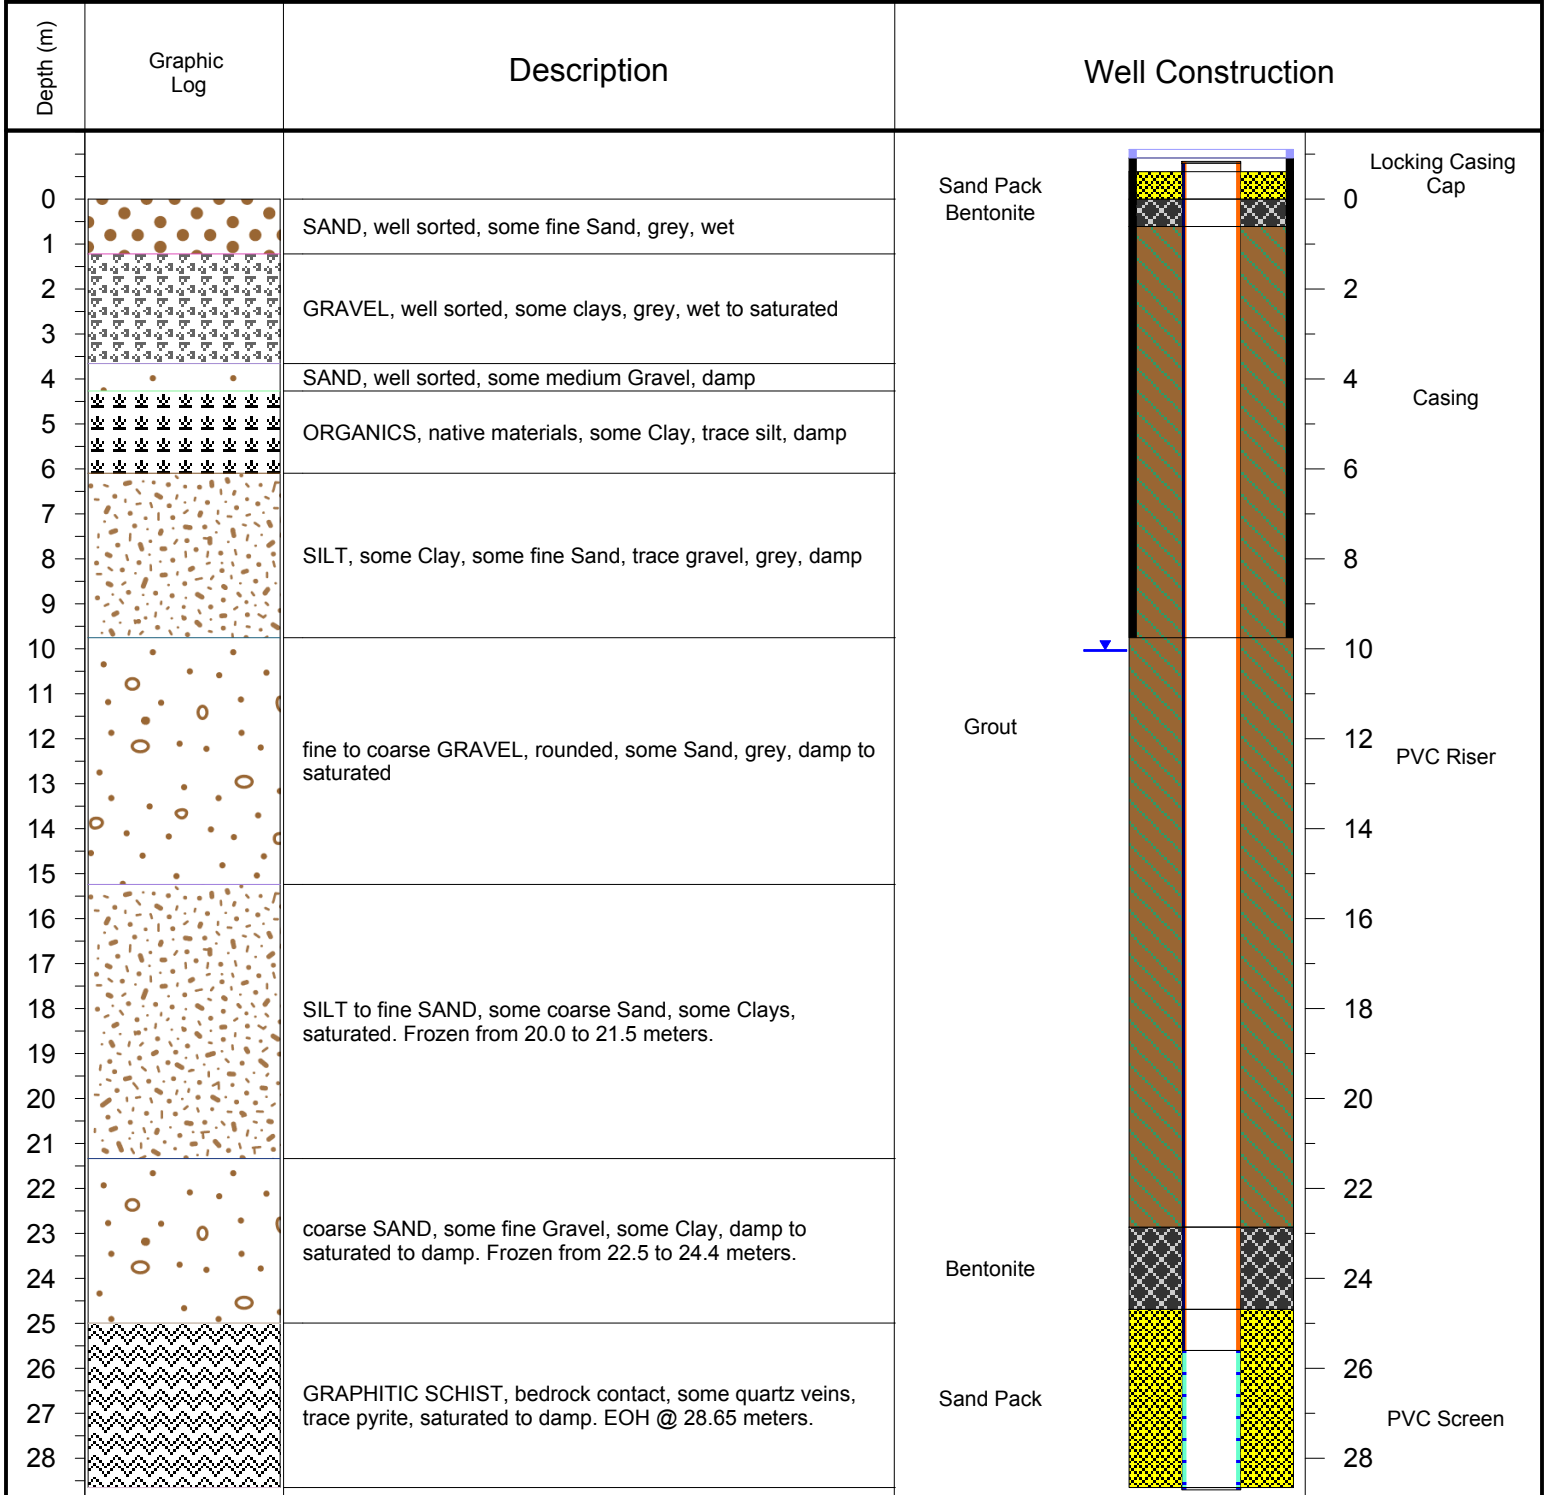 Depth (m)
Graphic
Log
Description
Well Construction
0
1
2
3
4
5
6
7
8
9
10
11
12
13
14
15
16
17
18
19
20
21
22
23
24
25
26
27
28
SAND, well sorted, some fine Sand, grey, wet
GRAVEL, well sorted, some clays, grey, wet to saturated
SAND, well sorted, some medium Gravel, damp
ORGANICS, native materials, some Clay, trace silt, damp
SILT, some Clay, some fine Sand, trace gravel, grey, damp
fine to coarse GRAVEL, rounded, some Sand, grey, damp to
saturated
SILT to fine SAND, some coarse Sand, some Clays,
saturated. Frozen from 20.0 to 21.5 meters.
coarse SAND, some fine Gravel, some Clay, damp to
saturated to damp. Frozen from 22.5 to 24.4 meters.
GRAPHITIC SCHIST, bedrock contact, some quartz veins,
trace pyrite, saturated to damp. EOH @ 28.65 meters.
Sand Pack
Bentonite
Grout
Bentonite
Sand Pack
0
2
4
6
8
10
12
14
16
18
20
22
24
26
28
Locking Casing
Cap
Casing
PVC Riser
PVC Screen